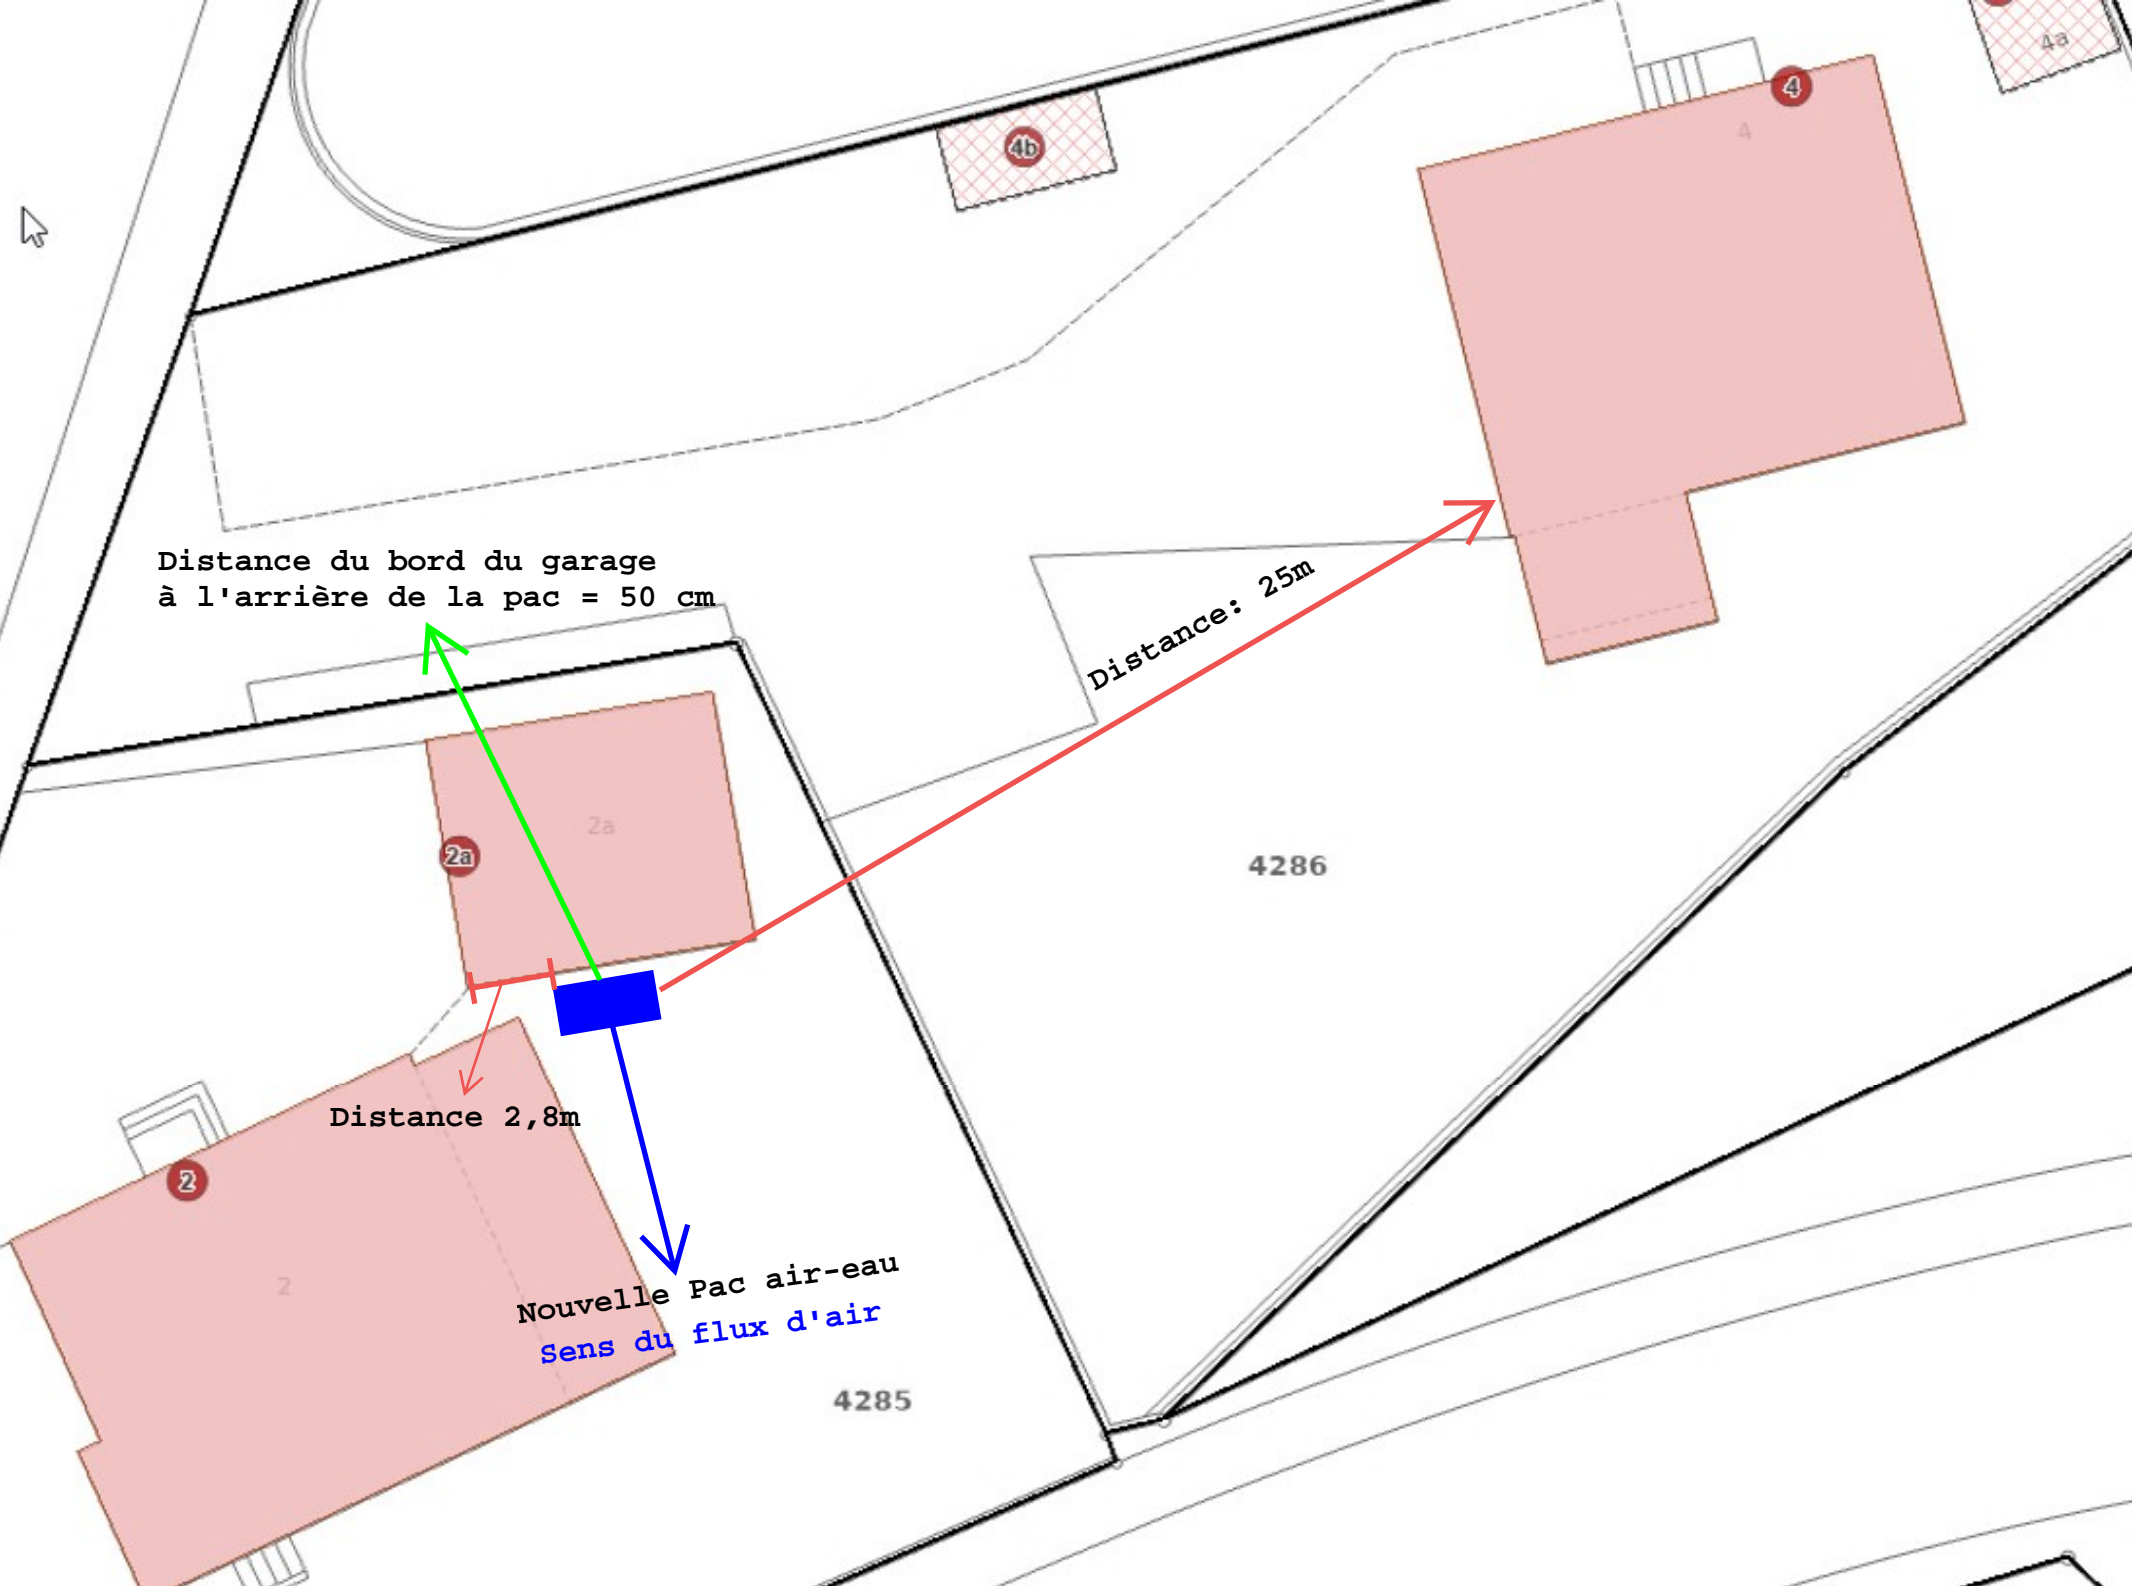 4a
4
4
4b
Distance du bord du garage
à l'arrière de la pac = 50 cm
Distance: 25m
2a
2a
4286
Distance 2,8m
2
2
Nouvelle Pac air-eau
Sens du flux d'air
4285